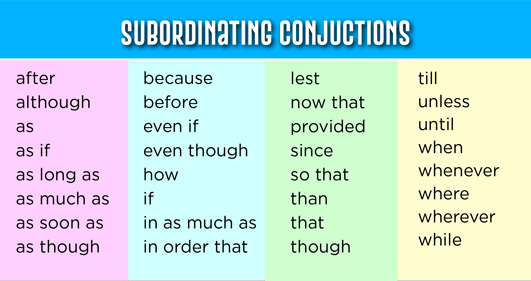 SUBORDINATING CONJUCTIONS
after
although
as
as if
as long as
as much as
as soon as
as though
because
before
even if
even though
how
if
in as much as
in order that
lest
now that
provided
since
so that
than
that
though
till
unless
until
when
whenever
where
wherever
while